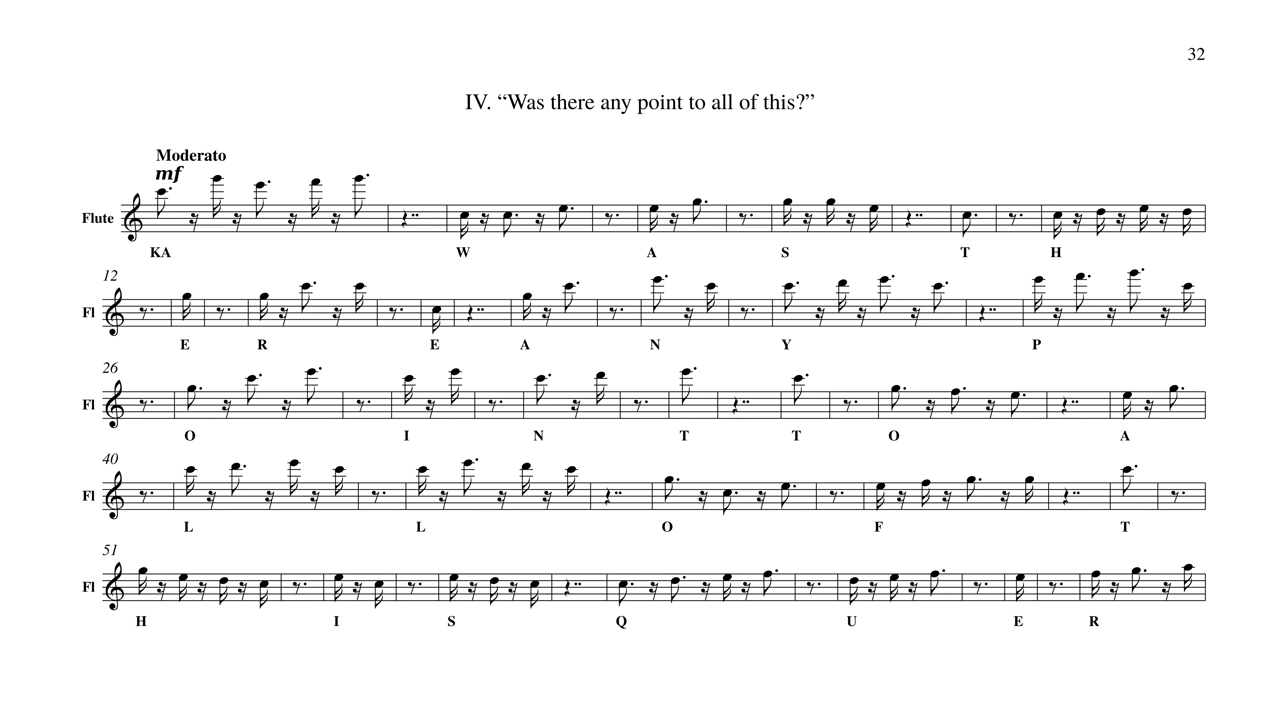 32
IV. “Was there any point to all of this?”
Moderato
mf
Flute
KA W A S T H
12
Fl
E R E A N Y P
26
Fl
O I N T T O A
40
Fl
L L O F T
51
Fl
H I S Q U E R